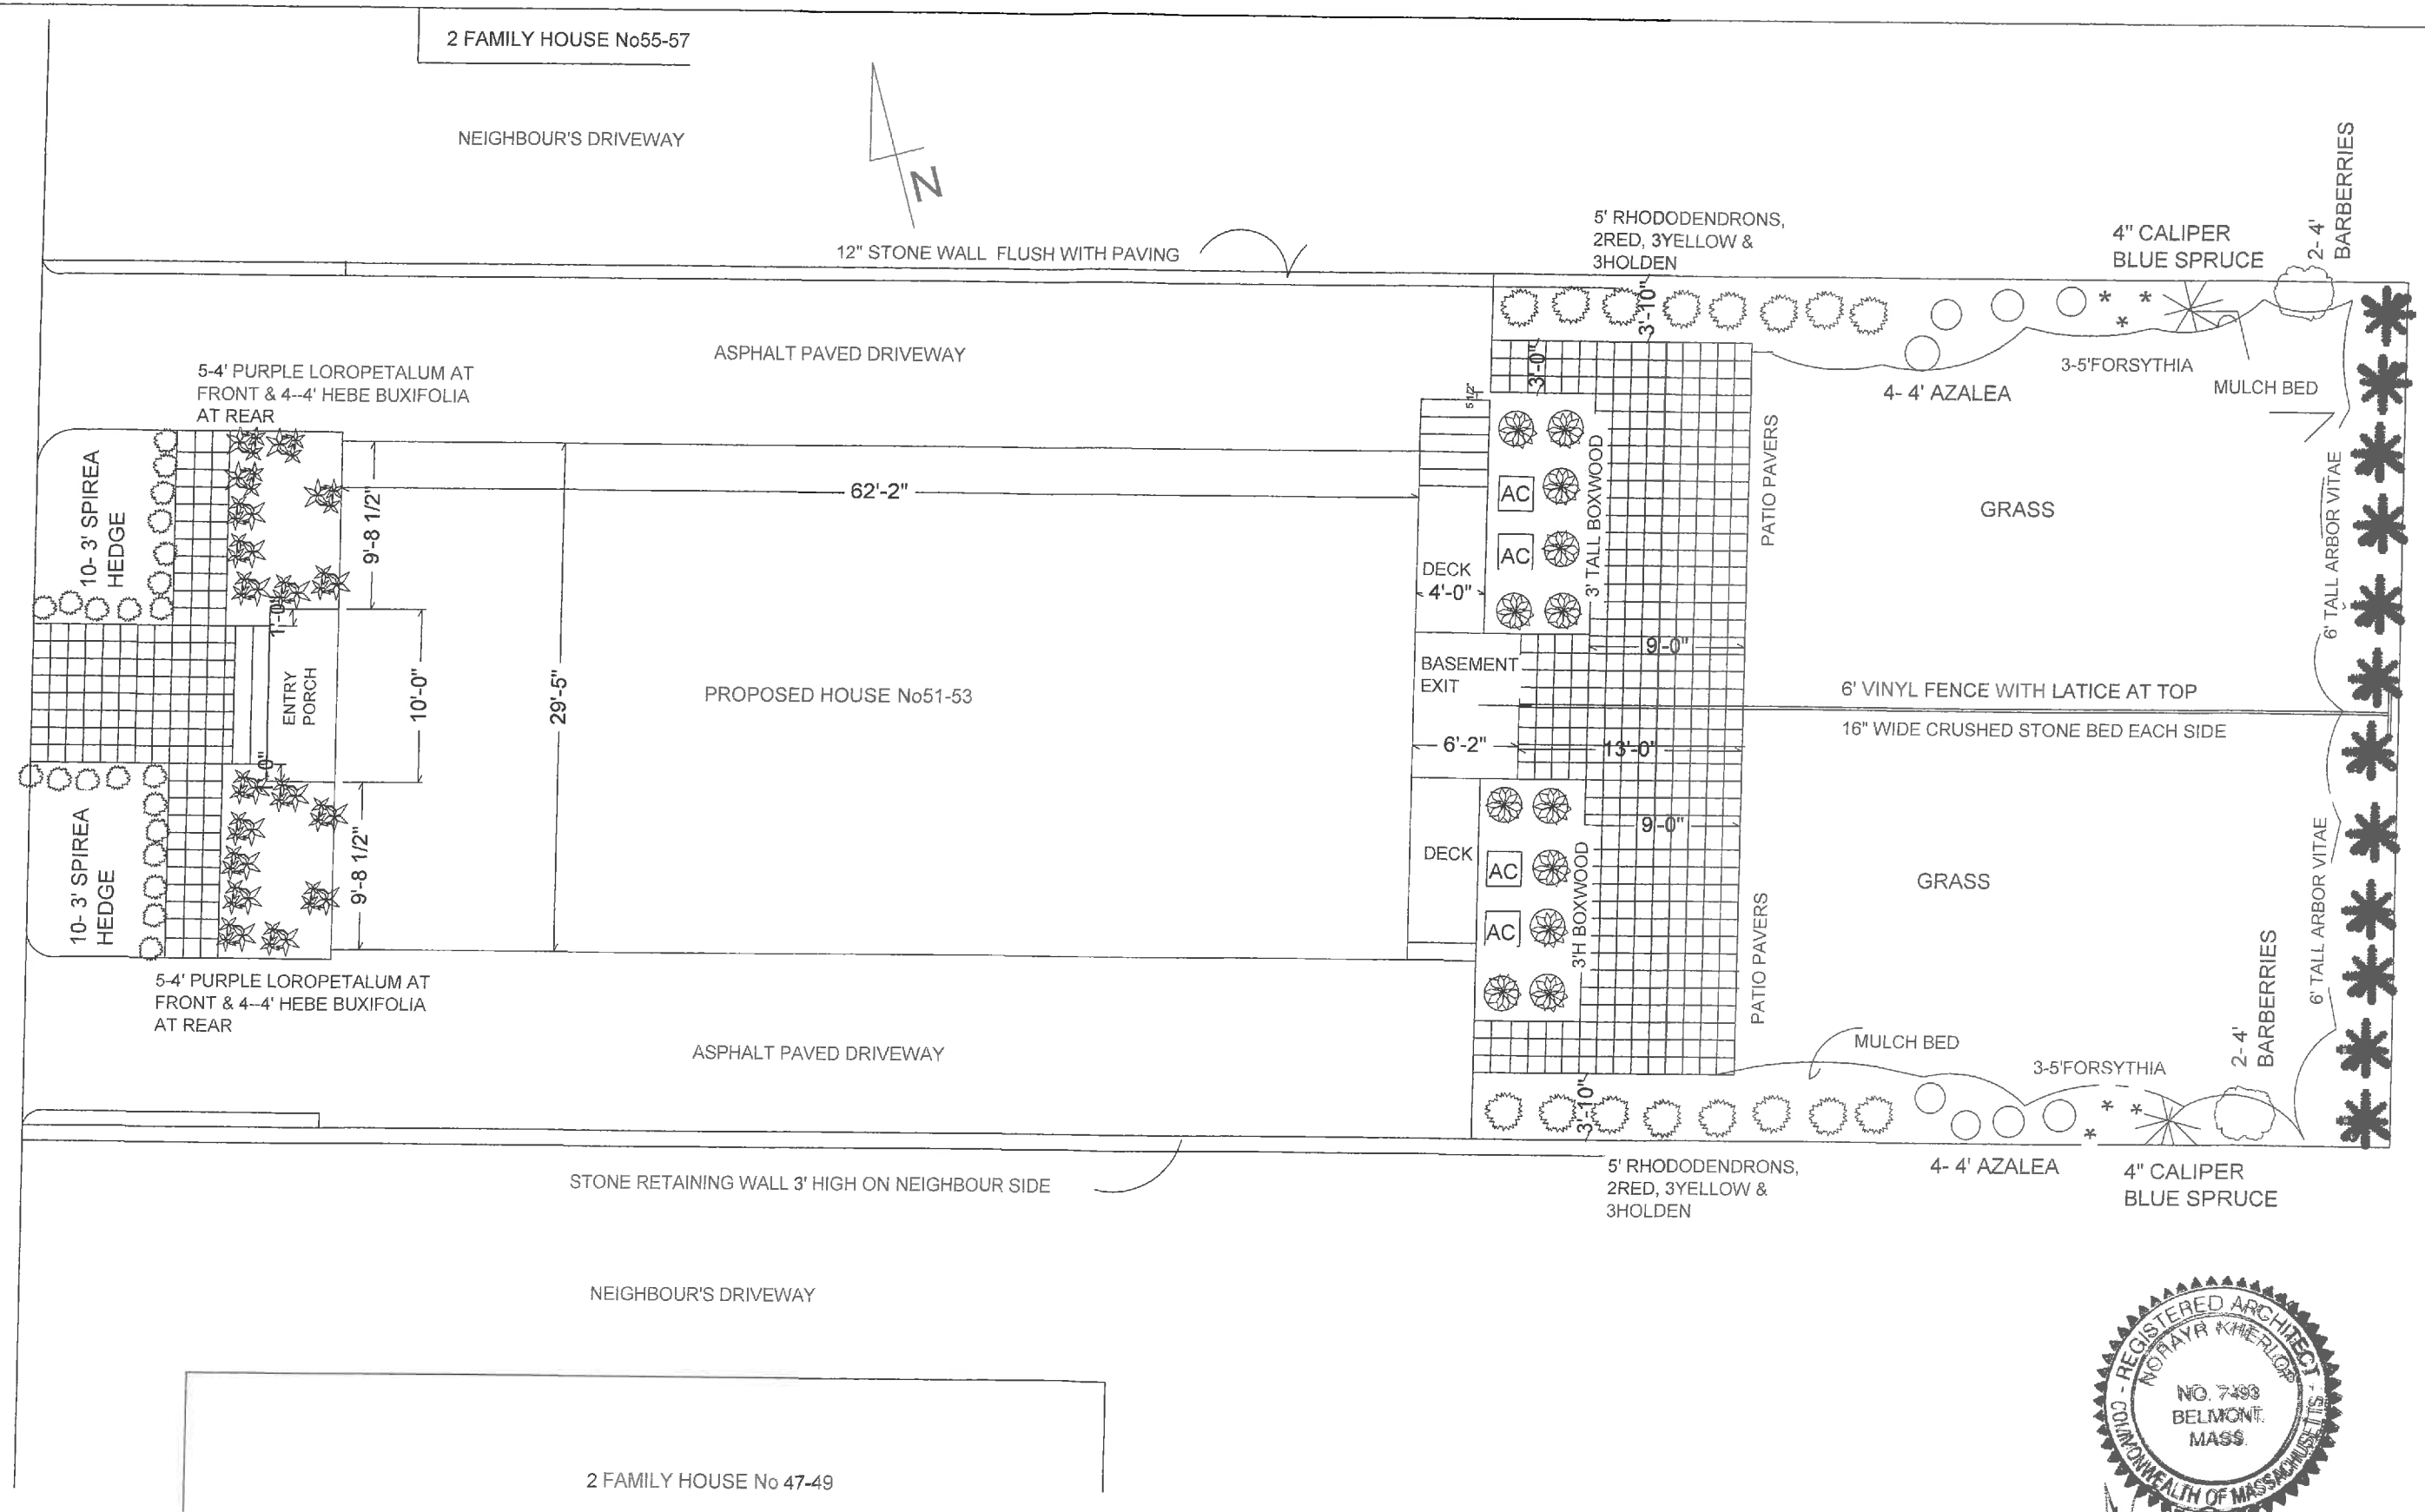 2 FAMILY HOUSE No55-57
NEIGHBOUR'S DRIVEWAY
N
12" STONE WALL FLUSH WITH PAVING
5' RHODODENDRONS,
2RED, 3YELLOW &
3HOLDEN
4" CALIPER
BLUE SPRUCE
2- 4'
BARBERRIES
3'-10"
3'-0"
ASPHALT PAVED DRIVEWAY
5-4' PURPLE LOROPETALUM AT
FRONT & 4--4' HEBE BUXIFOLIA
AT REAR
3-5'FORSYTHIA
4- 4' AZALEA
MULCH BED
5 1/2"
10- 3' SPIREA
HEDGE
9'-8 1/2"
62'-2"
AC
AC
3' TALL BOXWOOD
PATIO PAVERS
GRASS
6' TALL ARBOR VITAE
DECK
4'-0"
1'-0"
ENTRY
PORCH
10'-0"
29'-5"
PROPOSED HOUSE No51-53
BASEMENT
EXIT
9'-0"
6' VINYL FENCE WITH LATICE AT TOP
16" WIDE CRUSHED STONE BED EACH SIDE
6'-2"
13'-0"
1'-0"
10- 3' SPIREA
HEDGE
9'-8 1/2"
DECK
AC
AC
9'-0"
3'H BOXWOOD
PATIO PAVERS
GRASS
6' TALL ARBOR VITAE
5-4' PURPLE LOROPETALUM AT
FRONT & 4--4' HEBE BUXIFOLIA
AT REAR
ASPHALT PAVED DRIVEWAY
MULCH BED
3-5'FORSYTHIA
2- 4'
BARBERRIES
3'-10"
STONE RETAINING WALL 3' HIGH ON NEIGHBOUR SIDE
5' RHODODENDRONS,
2RED, 3YELLOW &
3HOLDEN
4- 4' AZALEA
4" CALIPER
BLUE SPRUCE
NEIGHBOUR'S DRIVEWAY
2 FAMILY HOUSE No 47-49
REGISTERED ARCHITECT
NORAYR
NO. 7493
BELMONT.
MASS.
COMMONWEALTH OF MASSACHUSETTS